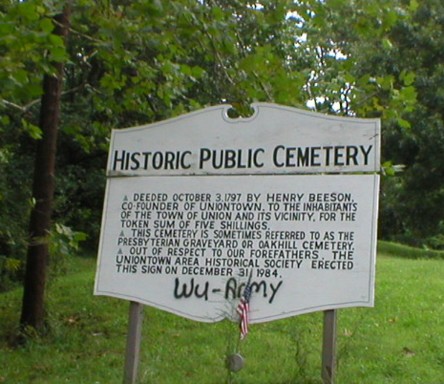 HISTORIC PUBLIC CEMETERY
DEEDED OCTOBER 3, 1797 BY HENRY BEESON,
CO-FOUNDER OF UNIONTOWN, TO THE INHABITANTS
OF THE TOWN OF UNION AND ITS VICINITY, FOR THE
TOKEN SUM OF FIVE SHILLINGS.
THIS CEMETERY IS SOMETIMES REFERRED TO AS THE
PRESBYTERIAN GRAVEYARD OR OAKHILL CEMETERY.
OUT OF RESPECT TO OUR FOREFATHERS, THE
UNIONTOWN AREA HISTORICAL SOCIETY ERECTED
THIS SIGN ON DECEMBER 31, 1984.
Wu-Army